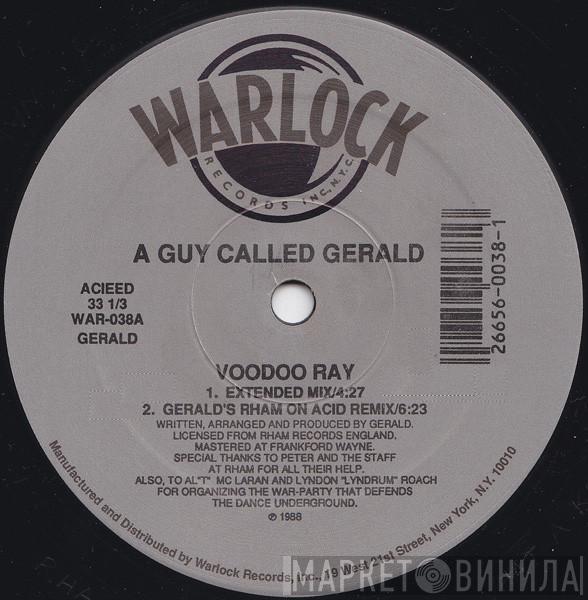 WARLOCK
RECORDS INC, N.Y.C.
A GUY CALLED GERALD
ACIEED
33 1/3
WAR-038A
GERALD
26656-0038-1
VOODOO RAY
1. EXTENDED MIX/4:27
2. GERALD'S RHAM ON ACID REMIX/6:23
WRITTEN, ARRANGED AND PRODUCED BY GERALD.
LICENSED FROM RHAM RECORDS ENGLAND.
MASTERED AT FRANKFORD WAYNE.
SPECIAL THANKS TO PETER AND THE STAFF
AT RHAM FOR ALL THEIR HELP.
ALSO, TO AL"T" MC LARAN AND LYNDON "LYNDRUM" ROACH
FOR ORGANIZING THE WAR-PARTY THAT DEFENDS
THE DANCE UNDERGROUND.
℗ 1988
Manufactured and Distributed by Warlock Records, Inc., 19 West 21st Street, New York, N.Y. 10010
МАРКЕТ ВИНИЛА